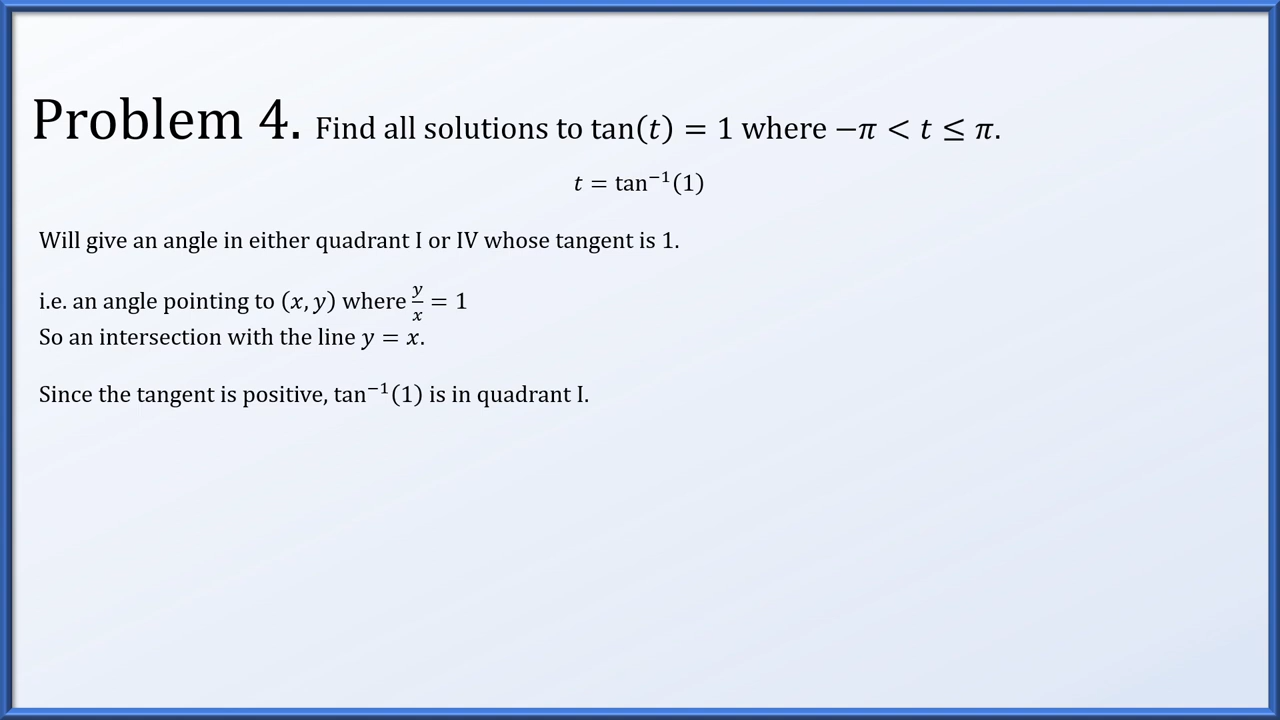 Problem 4. Find all solutions to tan(𝑡) = 1 where −𝜋 < 𝑡 ≤ 𝜋.
𝑡 = tan⁻¹(1)
Will give an angle in either quadrant I or IV whose tangent is 1.
i.e. an angle pointing to (𝑥, 𝑦) where 𝑦/𝑥 = 1
So an intersection with the line 𝑦 = 𝑥.
Since the tangent is positive, tan⁻¹(1) is in quadrant I.